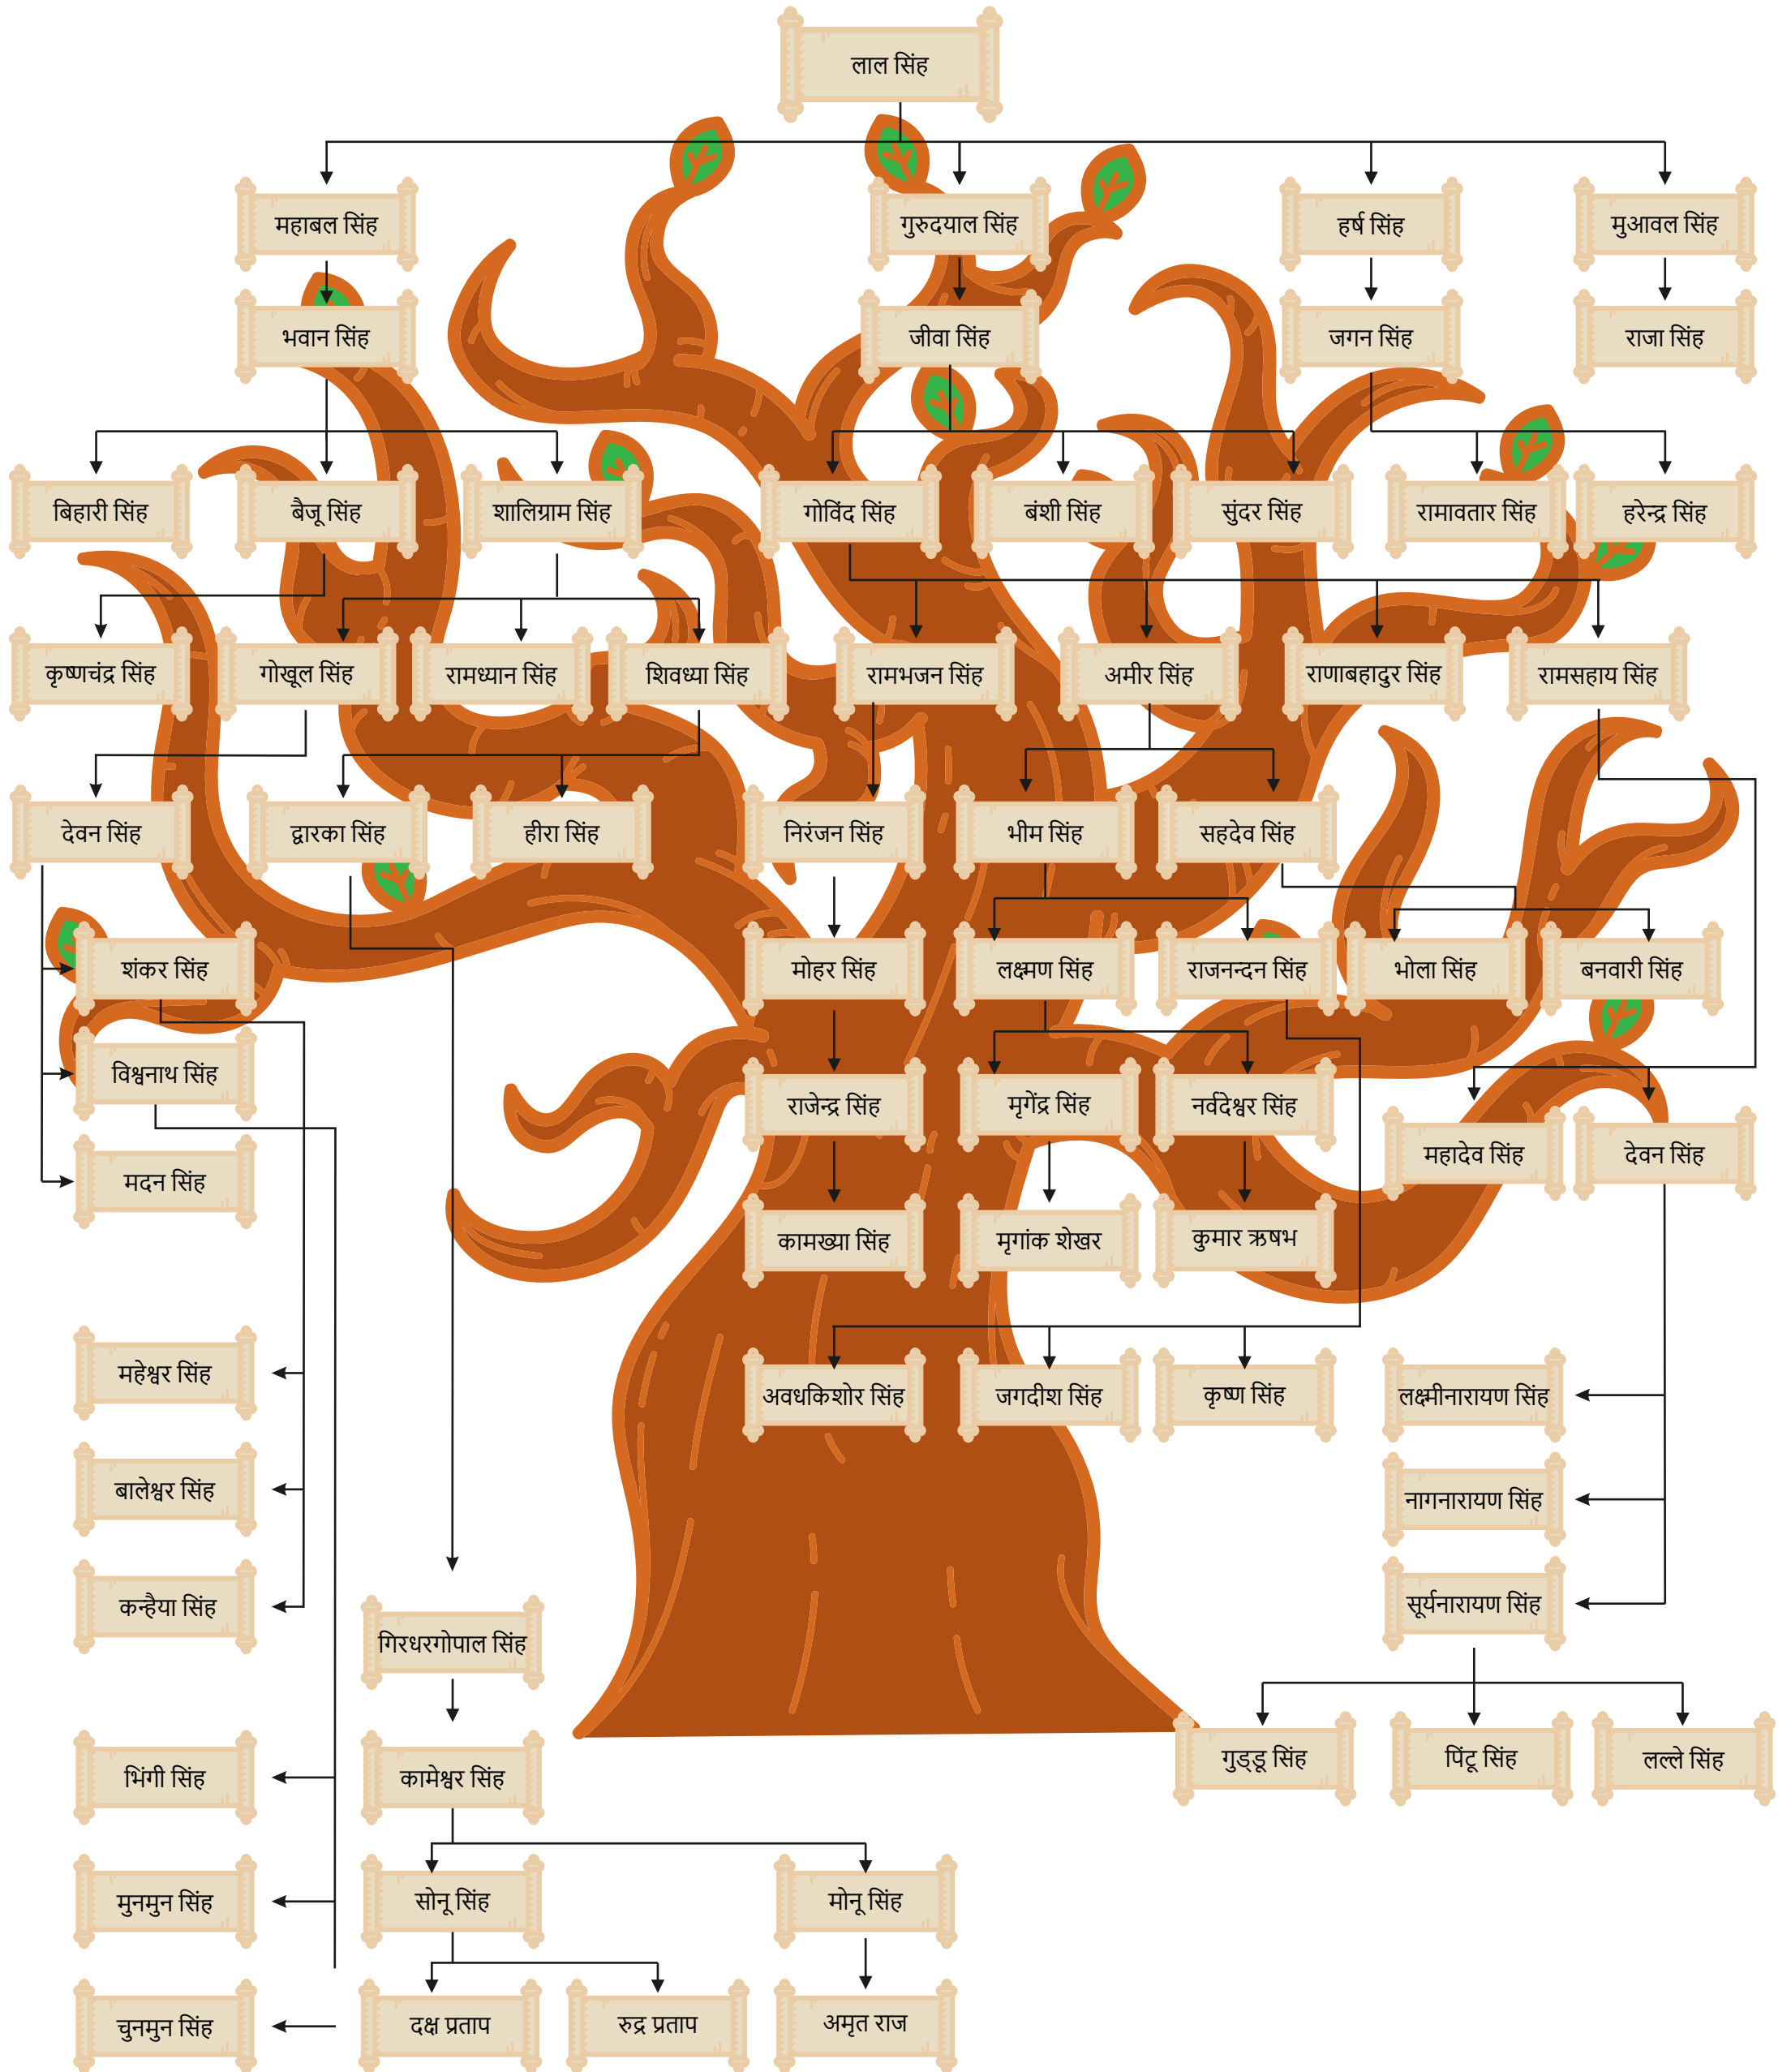 लाल सिंह
महाबल सिंह
गुरुदयाल सिंह
हर्ष सिंह
मुआवल सिंह
भवान सिंह
जीवा सिंह
जगन सिंह
राजा सिंह
बिहारी सिंह
बैजू सिंह
शालिग्राम सिंह
गोविंद सिंह
बंशी सिंह
सुंदर सिंह
रामावतार सिंह
हरेन्द्र सिंह
कृष्णचंद्र सिंह
गोखूल सिंह
रामध्यान सिंह
शिवध्या सिंह
रामभजन सिंह
अमीर सिंह
राणाबहादुर सिंह
रामसहाय सिंह
देवन सिंह
द्वारका सिंह
हीरा सिंह
निरंजन सिंह
भीम सिंह
सहदेव सिंह
शंकर सिंह
मोहर सिंह
लक्ष्मण सिंह
राजनन्दन सिंह
भोला सिंह
बनवारी सिंह
विश्वनाथ सिंह
राजेन्द्र सिंह
मृगेंद्र सिंह
नर्वदेश्वर सिंह
महादेव सिंह
देवन सिंह
मदन सिंह
कामख्या सिंह
मृगांक शेखर
कुमार ऋषभ
महेश्वर सिंह
अवधकिशोर सिंह
जगदीश सिंह
कृष्ण सिंह
लक्ष्मीनारायण सिंह
बालेश्वर सिंह
नागनारायण सिंह
कन्हैया सिंह
सूर्यनारायण सिंह
गिरधरगोपाल सिंह
भिंगी सिंह
कामेश्वर सिंह
गुड्डू सिंह
पिंटू सिंह
लल्ले सिंह
मुनमुन सिंह
सोनू सिंह
मोनू सिंह
चुनमुन सिंह
दक्ष प्रताप
रुद्र प्रताप
अमृत राज